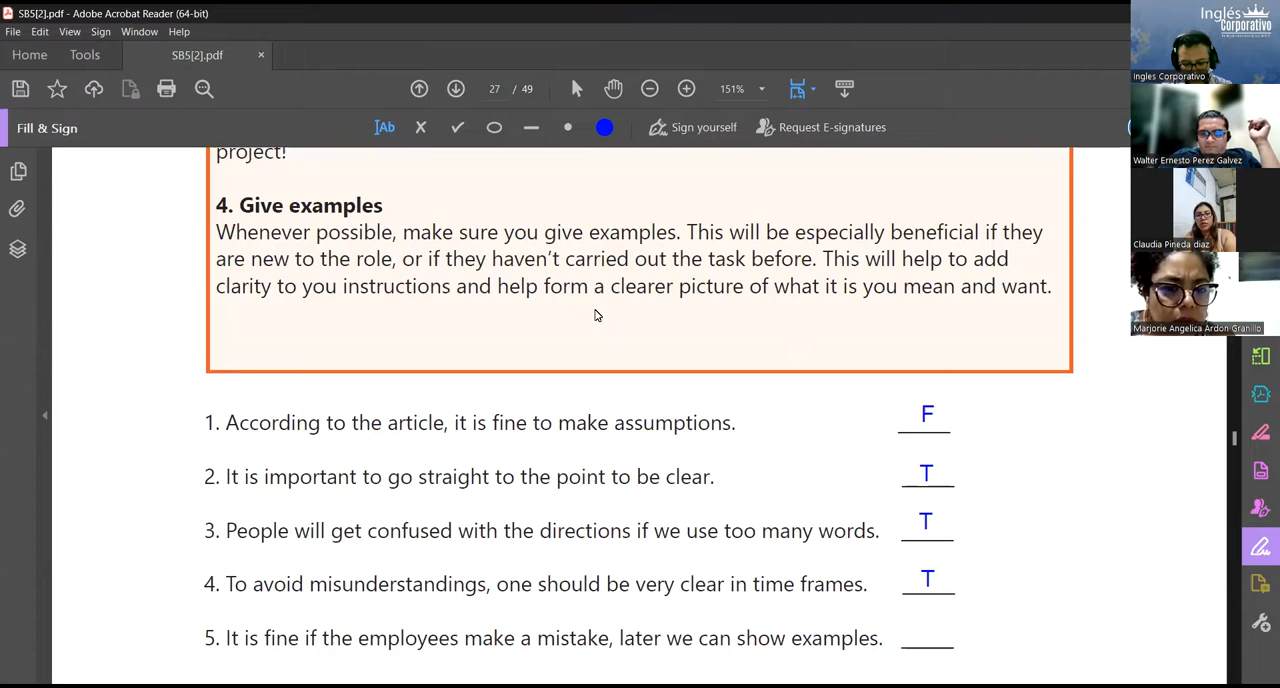 SB5[2].pdf - Adobe Acrobat Reader (64-bit)
File Edit View Sign Window Help
Home Tools SB5[2].pdf ×
27 / 49 151%
Fill & Sign
Ab Sign yourself Request E-signatures
project!
4. Give examples
Whenever possible, make sure you give examples. This will be especially beneficial if they
are new to the role, or if they haven't carried out the task before. This will help to add
clarity to you instructions and help form a clearer picture of what it is you mean and want.
1. According to the article, it is fine to make assumptions. F
2. It is important to go straight to the point to be clear. T
3. People will get confused with the directions if we use too many words. T
4. To avoid misunderstandings, one should be very clear in time frames. T
5. It is fine if the employees make a mistake, later we can show examples.
Inglés
Corporativo
Ingles Corporativo
Walter Ernesto Perez Galvez
Claudia Pineda diaz
Marjorie Angelica Ardon Granillo